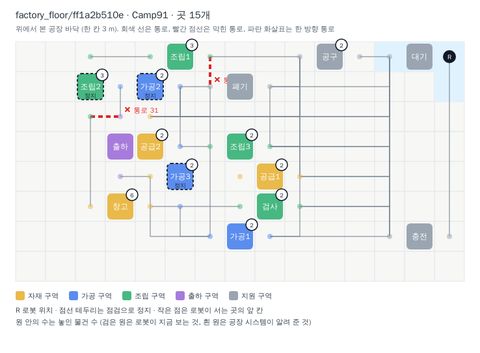 factory_floor/ff1a2b510e · Camp91 · 곳 15개
위에서 본 공장 바닥 (한 칸 3 m). 회색 선은 통로, 빨간 점선은 막힌 통로, 파란 화살표는 한 방향 통로
조립1 3
공구 2
대기
R
조립2 정지 3
가공2 정지 2
폐기
✕ 통로 31
출하
공급2 2
조립3 2
가공3 정지 2
공급1 2
창고 6
검사 2
가공1 2
충전
자재 구역 가공 구역 조립 구역 출하 구역 지원 구역
R 로봇 위치 · 점선 테두리는 점검으로 정지 · 작은 점은 로봇이 서는 곳의 앞 칸
원 안의 수는 놓인 물건 수 (검은 원은 로봇이 지금 보는 것, 흰 원은 공장 시스템이 알려 준 것)